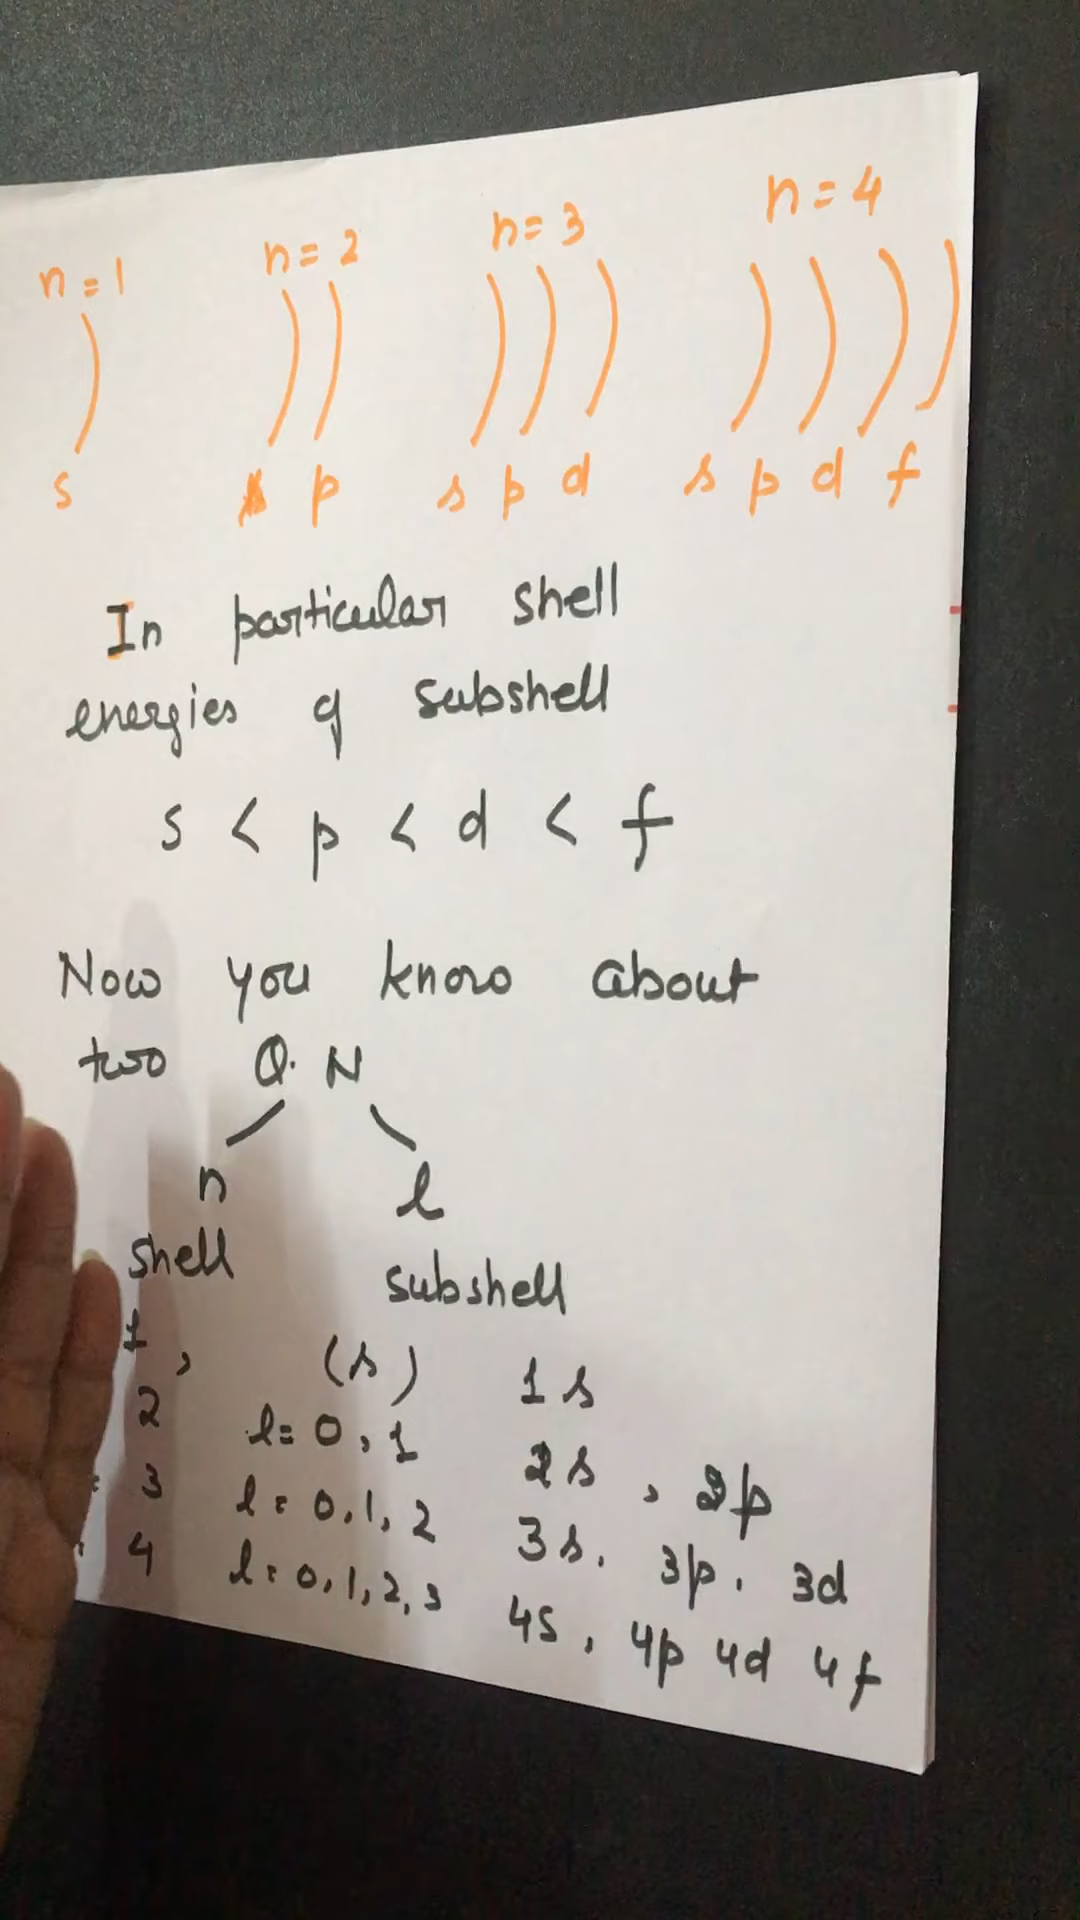 n=1 n=2 n=3 n=4
s s p s p d s p d f
In particular shell
energies of subshell
s < p < d < f
Now you know about
two Q.N
n l
shell subshell
1, (s) 1s
2 l=0,1 2s, 2p
= 3 l=0,1,2 3s, 3p, 3d
= 4 l=0,1,2,3 4s, 4p 4d 4f